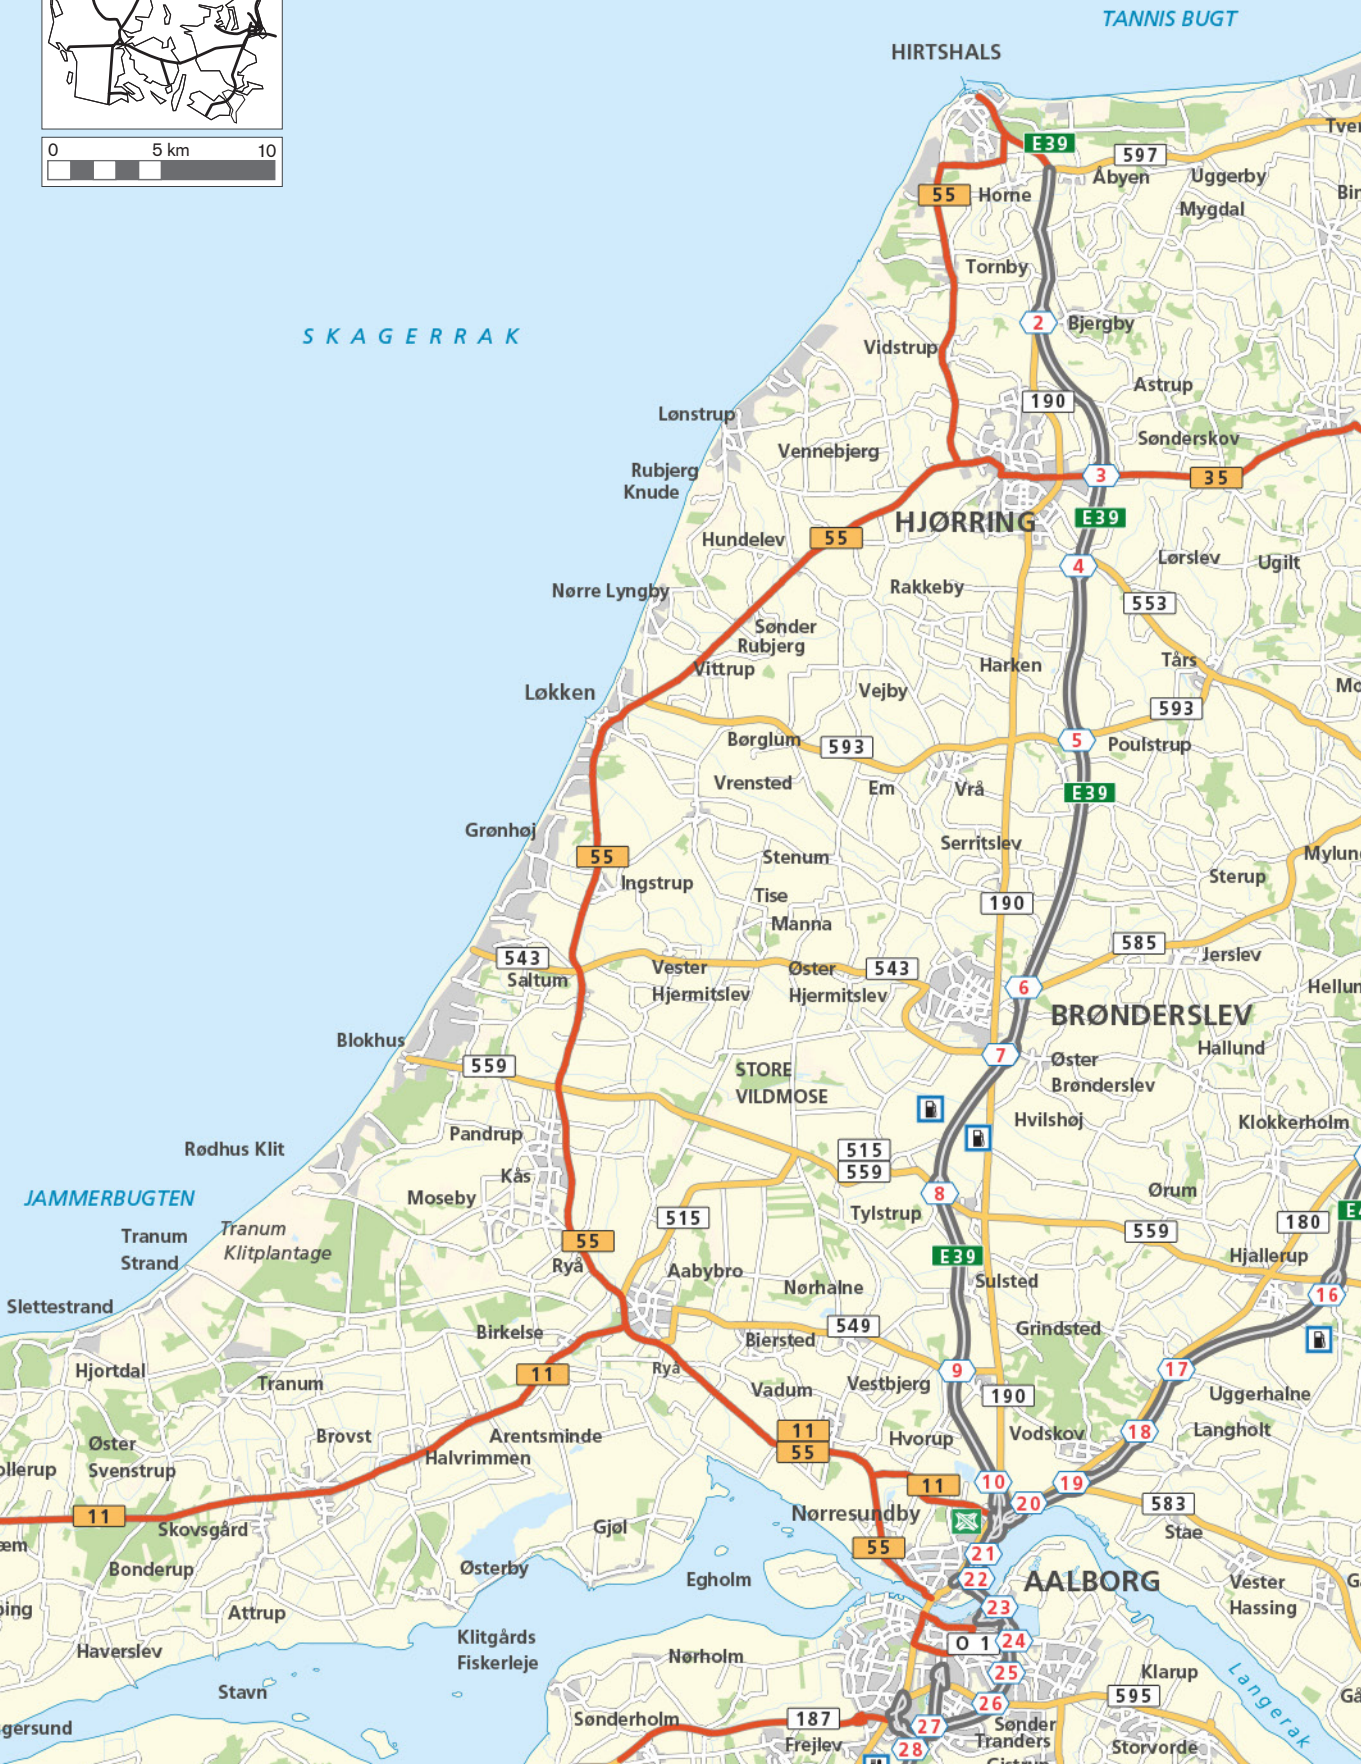 TANNIS BUGT
HIRTSHALS
0 5 km 10
E39
597
Åbyen
Uggerby
55
Horne
Mygdal
Tornby
SKAGERRAK
2
Bjergby
Vidstrup
Astrup
190
Lønstrup
Sønderskov
Vennebjerg
Rubjerg
Knude
3
35
HJØRRING
E39
55
Hundelev
Lørslev
Ugilt
4
Nørre Lyngby
Rakkeby
553
Sønder
Rubjerg
Vittrup
Harken
Tårs
Løkken
Vejby
593
Børglum
593
5
Poulstrup
Vrensted
Em
Vrå
E39
Grønhøj
Serritslev
55
Stenum
Ingstrup
Sterup
Tise
190
Manna
585
Jerslev
543
Saltum
Vester
Hjermitslev
Øster
Hjermitslev
543
6
BRØNDERSLEV
Blokhus
Hallund
7
Øster
Brønderslev
559
STORE
VILDMOSE
Hvilshøj
Klokkerholm
Pandrup
Rødhus Klit
515
559
Kås
JAMMERBUGTEN
Moseby
8
Ørum
Tylstrup
515
559
180
Tranum
Strand
Tranum
Klitplantage
55
E39
Hjallerup
Ryå
Aabybro
Nørhalne
Sulsted
16
Slettestrand
Birkelse
549
Biersted
Grindsted
Hjortdal
Ryå
9
17
11
Tranum
Vadum
Vestbjerg
190
Uggerhalne
Brovst
Arentsminde
11
55
Hvorup
Vodskov
18
Langholt
Øster
Svenstrup
Halvrimmen
11
10
19
20
583
11
Skovsgård
Nørresundby
Gjøl
Stae
55
21
Bonderup
Østerby
Egholm
22
AALBORG
Vester
Hassing
Attrup
23
Haverslev
Klitgårds
Fiskerleje
O 1
24
Nørholm
25
Klarup
Langerak
Stavn
26
595
Sønderholm
187
27
Sønder
Tranders
Frejlev
28
Storvorde